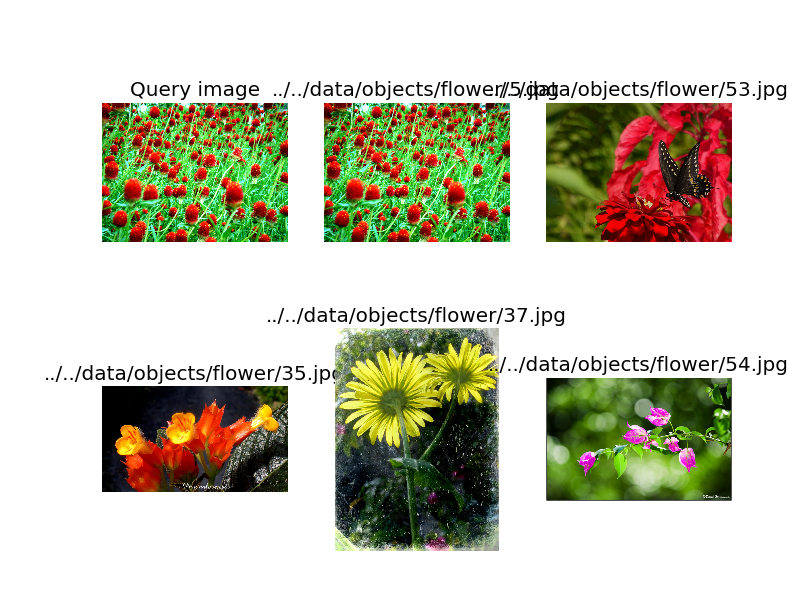 Query image
../../data/objects/flower/5.jpg
../../data/objects/flower/53.jpg
../../data/objects/flower/37.jpg
../../data/objects/flower/35.jpg
../../data/objects/flower/54.jpg